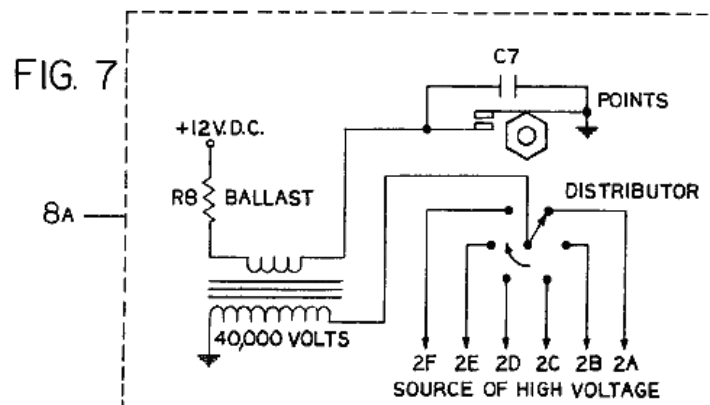 FIG. 7
C7
POINTS
+12V.D.C.
R8 BALLAST
DISTRIBUTOR
8A
40,000 VOLTS
2F 2E 2D 2C 2B 2A
SOURCE OF HIGH VOLTAGE